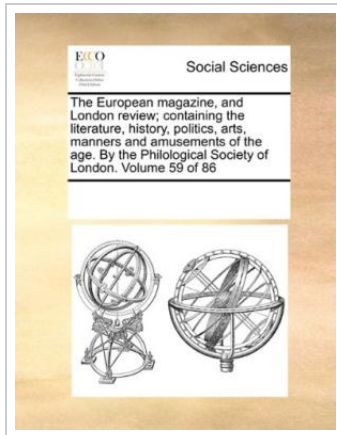 ECCO
Social Sciences
The European magazine, and
London review; containing the
literature, history, politics, arts,
manners and amusements of the
age. By the Philological Society of
London. Volume 59 of 86